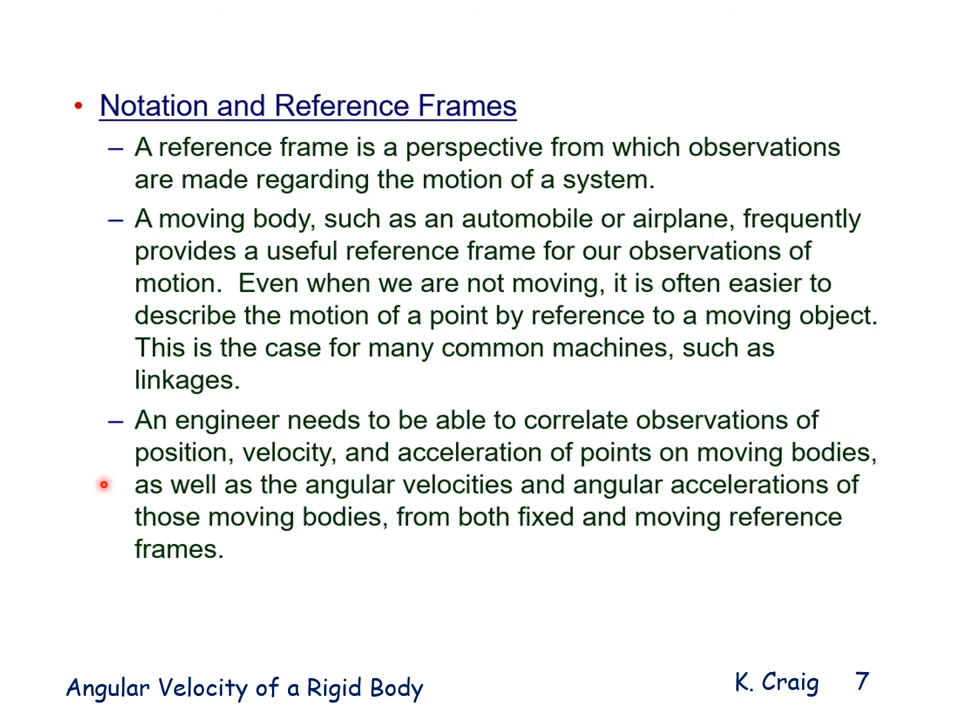 • Notation and Reference Frames
– A reference frame is a perspective from which observations
are made regarding the motion of a system.
– A moving body, such as an automobile or airplane, frequently
provides a useful reference frame for our observations of
motion.  Even when we are not moving, it is often easier to
describe the motion of a point by reference to a moving object.
This is the case for many common machines, such as
linkages.
– An engineer needs to be able to correlate observations of
position, velocity, and acceleration of points on moving bodies,
as well as the angular velocities and angular accelerations of
those moving bodies, from both fixed and moving reference
frames.
Angular Velocity of a Rigid Body
K. Craig 7